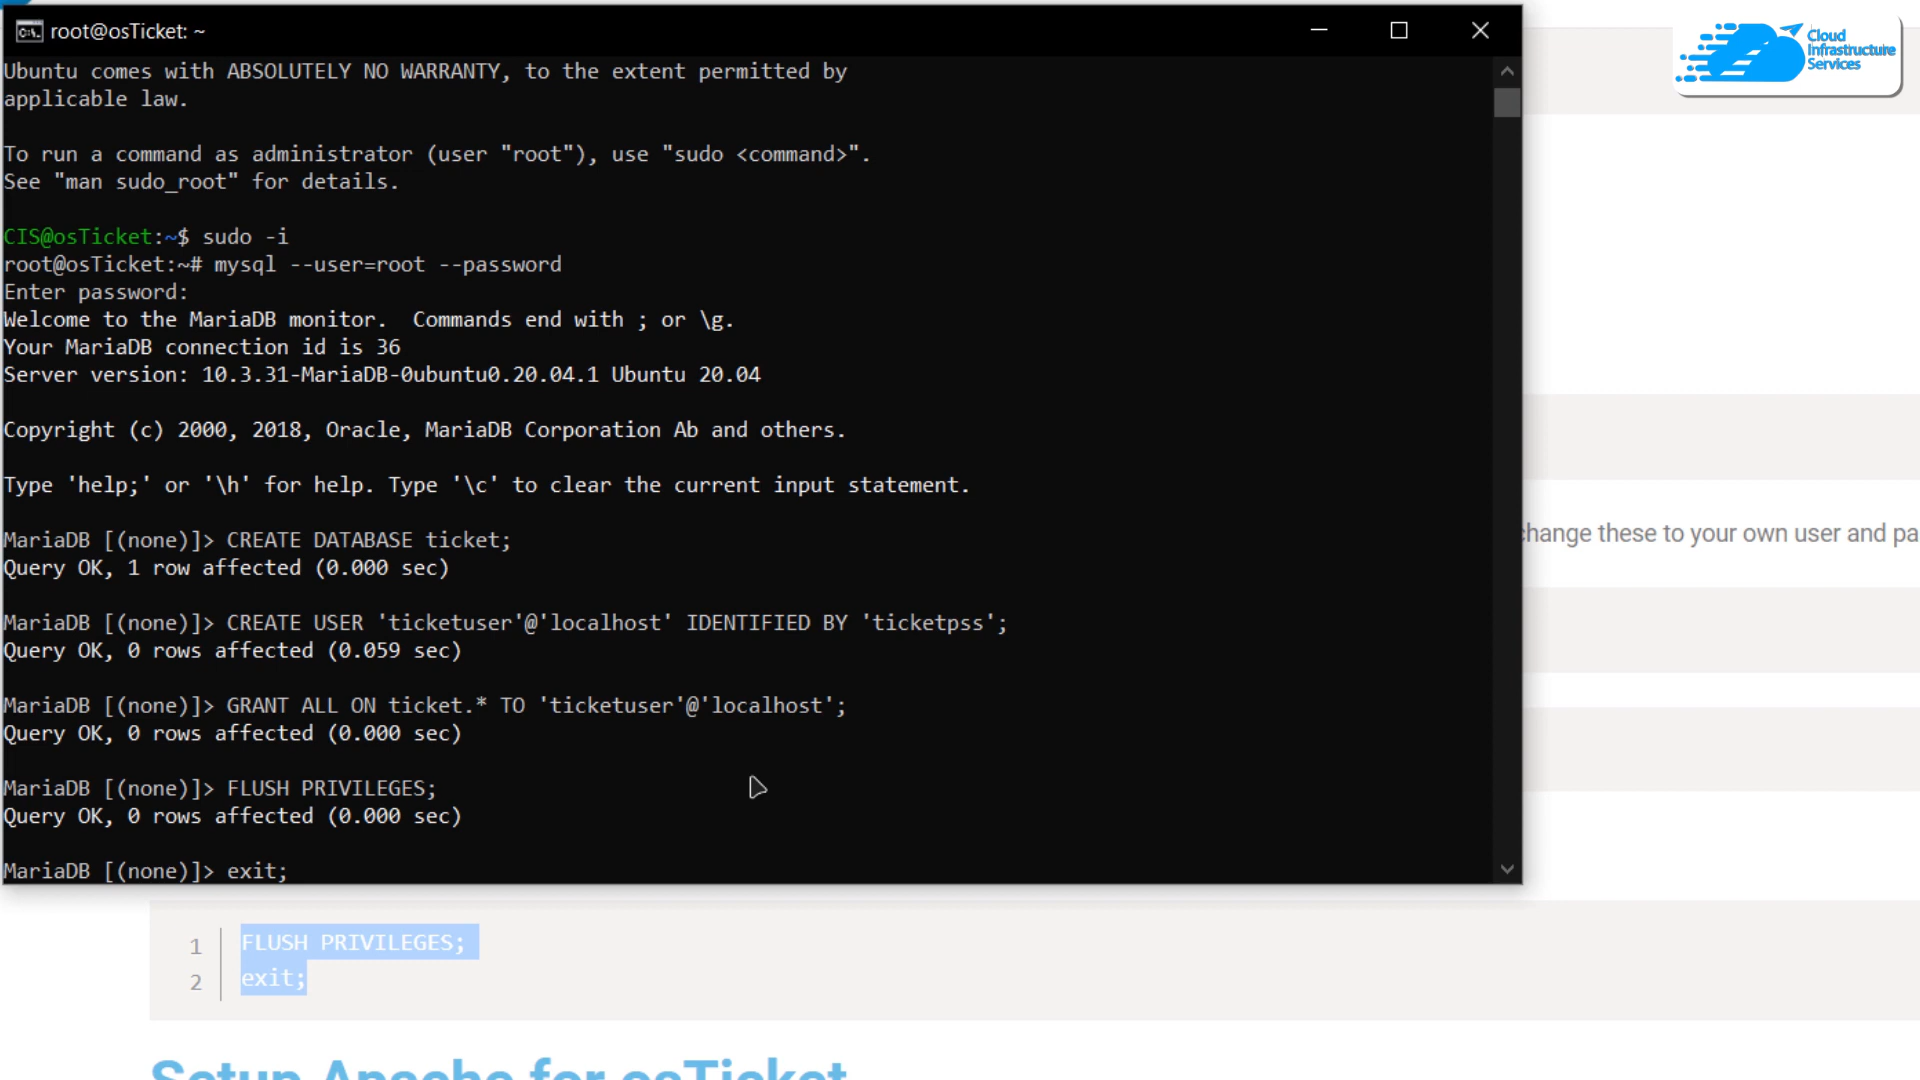 root@osTicket: ~
Cloud
Infrastructure
Services
Ubuntu comes with ABSOLUTELY NO WARRANTY, to the extent permitted by
applicable law.
To run a command as administrator (user "root"), use "sudo <command>".
See "man sudo_root" for details.
CIS@osTicket:~$ sudo -i
root@osTicket:~# mysql --user=root --password
Enter password:
Welcome to the MariaDB monitor.  Commands end with ; or \g.
Your MariaDB connection id is 36
Server version: 10.3.31-MariaDB-0ubuntu0.20.04.1 Ubuntu 20.04
Copyright (c) 2000, 2018, Oracle, MariaDB Corporation Ab and others.
Type 'help;' or '\h' for help. Type '\c' to clear the current input statement.
MariaDB [(none)]> CREATE DATABASE ticket;
Query OK, 1 row affected (0.000 sec)
MariaDB [(none)]> CREATE USER 'ticketuser'@'localhost' IDENTIFIED BY 'ticketpss';
Query OK, 0 rows affected (0.059 sec)
MariaDB [(none)]> GRANT ALL ON ticket.* TO 'ticketuser'@'localhost';
Query OK, 0 rows affected (0.000 sec)
MariaDB [(none)]> FLUSH PRIVILEGES;
Query OK, 0 rows affected (0.000 sec)
MariaDB [(none)]> exit;
change these to your own user and pa
1 FLUSH PRIVILEGES;
2 exit;
Setup Apache for osTicket